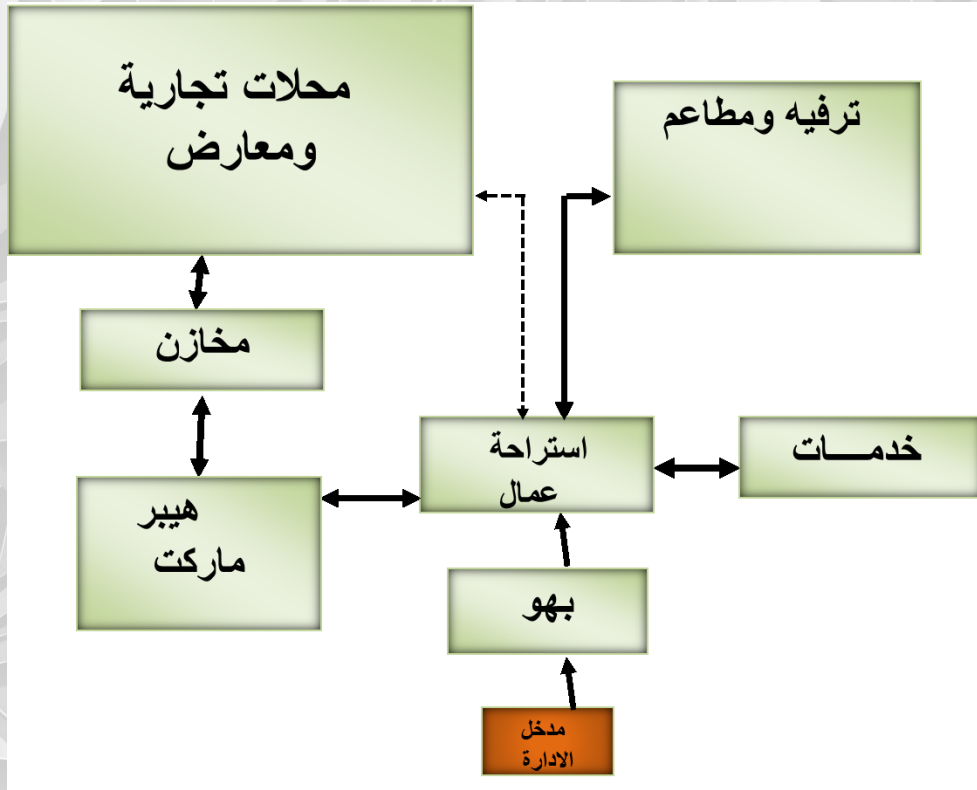 محلات تجارية
ومعارض
ترفيه ومطاعم
مخازن
استراحة
عمال
خدمـــات
هيبر
ماركت
بهو
مدخل
الادارة